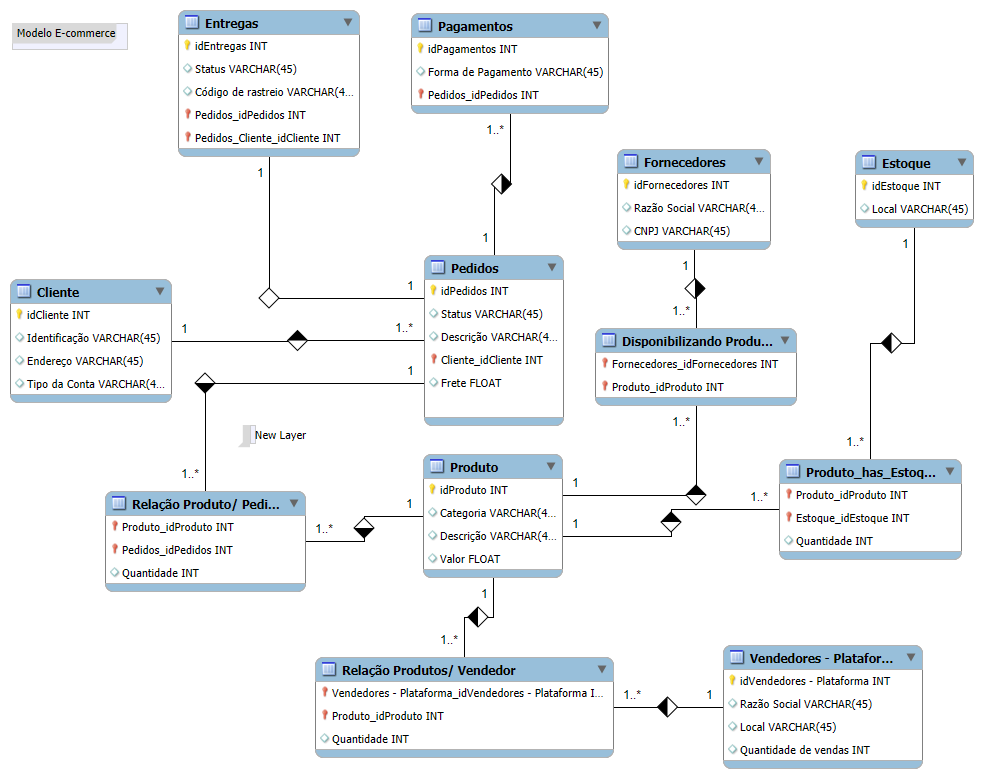 Modelo E-commerce
Entregas
idEntregas INT
Status VARCHAR(45)
Código de rastreio VARCHAR(4...
Pedidos_idPedidos INT
Pedidos_Cliente_idCliente INT
1
Pagamentos
idPagamentos INT
Forma de Pagamento VARCHAR(45)
Pedidos_idPedidos INT
1..*
1
Fornecedores
idFornecedores INT
Razão Social VARCHAR(4...
CNPJ VARCHAR(45)
1
1..*
Estoque
idEstoque INT
Local VARCHAR(45)
1
1..*
Cliente
idCliente INT
Identificação VARCHAR(45)
Endereço VARCHAR(45)
Tipo da Conta VARCHAR(4...
1
1
1..*
1
Pedidos
idPedidos INT
Status VARCHAR(45)
Descrição VARCHAR(4...
Cliente_idCliente INT
Frete FLOAT
Disponibilizando Produ...
Fornecedores_idFornecedores INT
Produto_idProduto INT
1..*
New Layer
1..*
Relação Produto/ Pedi...
Produto_idProduto INT
Pedidos_idPedidos INT
Quantidade INT
1..*
1
Produto
idProduto INT
Categoria VARCHAR(4...
Descrição VARCHAR(4...
Valor FLOAT
1
1
1..*
Produto_has_Estoq...
Produto_idProduto INT
Estoque_idEstoque INT
Quantidade INT
1
1..*
Relação Produtos/ Vendedor
Vendedores - Plataforma_idVendedores - Plataforma I...
Produto_idProduto INT
Quantidade INT
1..*
1
Vendedores - Platafor...
idVendedores - Plataforma INT
Razão Social VARCHAR(45)
Local VARCHAR(45)
Quantidade de vendas INT